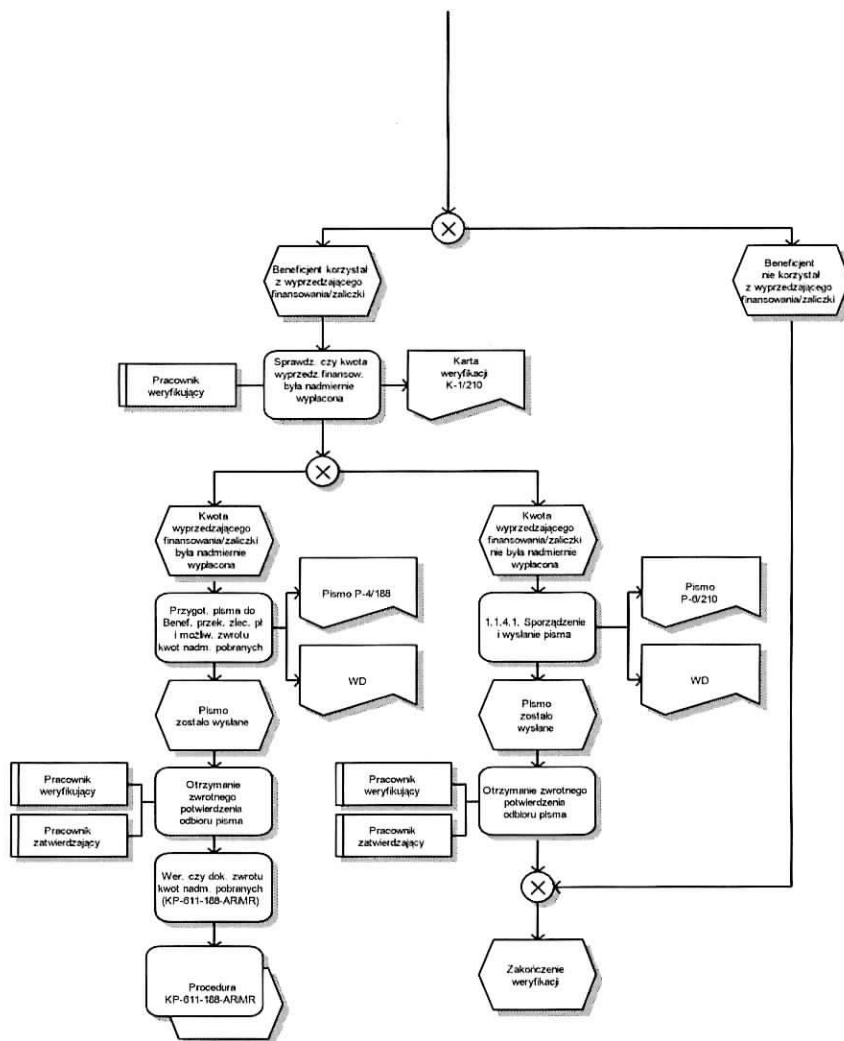 Beneficjent korzystał
z wyprzedzającego
finansowania/zaliczki
Beneficjent
nie korzystał
z wyprzedzającego
finansowania/zaliczki
Pracownik
weryfikujący
Sprawdz. czy kwota
wyprzedz.finansow.
była nadmiernie
wypłacona
Karta
weryfikacji
K-1/210
Kwota
wyprzedzającego
finansowania/zaliczki
była nadmiernie
wypłacona
Kwota
wyprzedzającego
finansowania/zaliczki
nie była nadmiernie
wypłacona
Przygot. pisma do
Benef. przek. zlec. pł
i możliw. zwrotu
kwot nadm. pobranych
Pismo P-4/188
WD
1.1.4.1. Sporządzenie
i wysłanie pisma
Pismo
P-6/210
WD
Pismo
zostało wysłane
Pismo
zostało
wysłane
Pracownik
weryfikujący
Pracownik
zatwierdzający
Otrzymanie
zwrotnego
potwierdzenia
odbioru pisma
Pracownik
weryfikujący
Pracownik
zatwierdzający
Otrzymanie zwrotnego
potwierdzenia
odbioru pisma
Wer. czy dok. zwrotu
kwot nadm. pobranych
(KP-611-188-ARiMR)
Procedura
KP-611-188-ARiMR
Zakończenie
weryfikacji